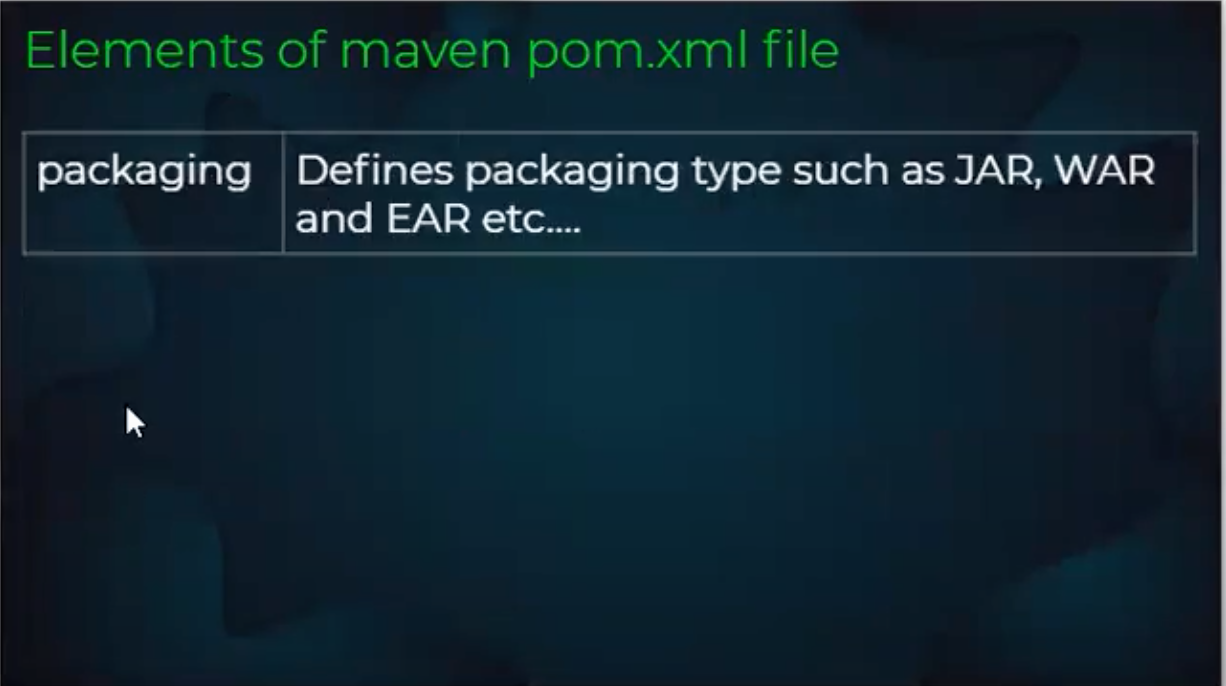 Elements of maven pom.xml file
packaging
Defines packaging type such as JAR, WAR
and EAR etc....